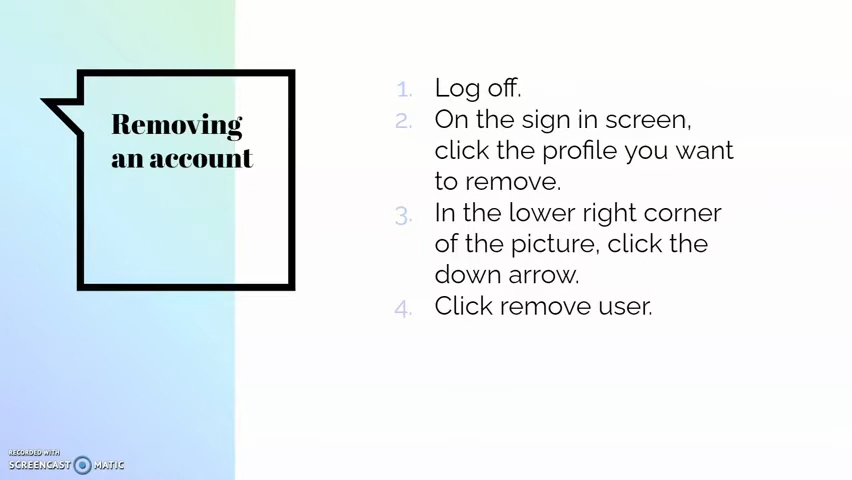 Removing
an account
1. Log off.
2. On the sign in screen,
click the profile you want
to remove.
3. In the lower right corner
of the picture, click the
down arrow.
4. Click remove user.
RECORDED WITH
SCREENCAST MATIC